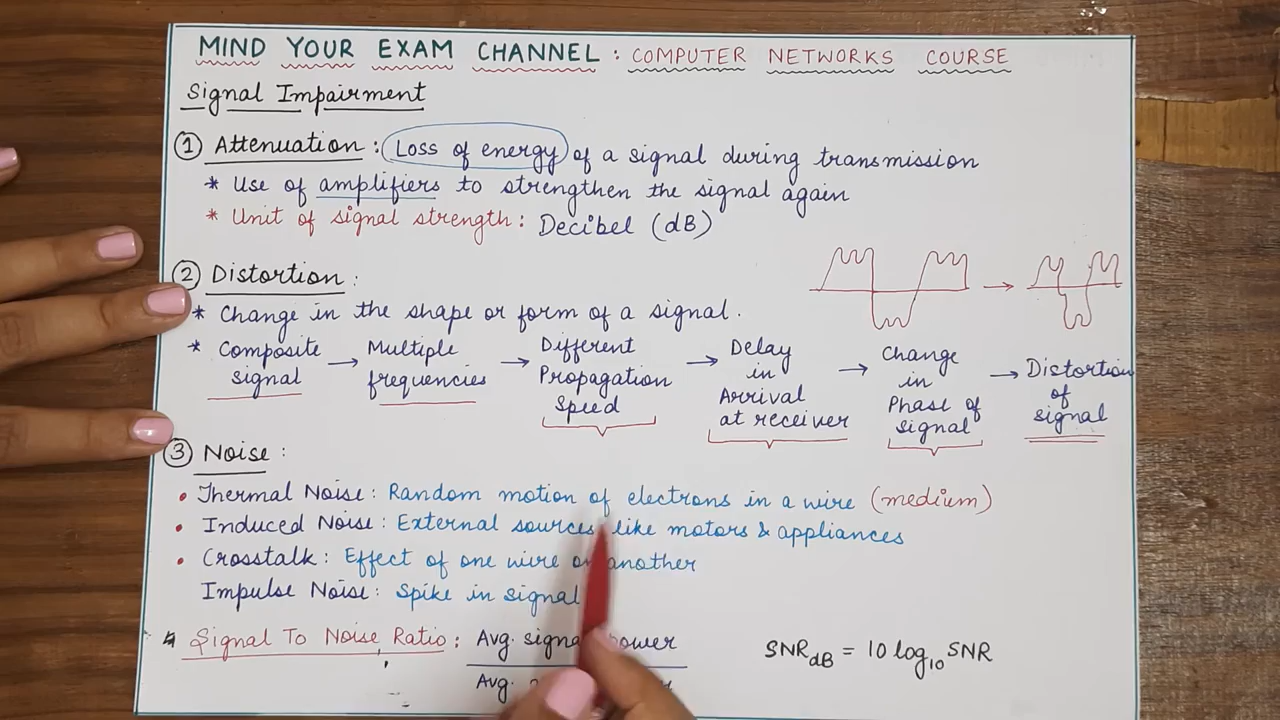 MIND YOUR EXAM CHANNEL : COMPUTER NETWORKS COURSE
Signal Impairment
① Attenuation : Loss of energy of a signal during transmission
* Use of amplifiers to strengthen the signal again
* Unit of signal strength : Decibel (dB)
② Distortion :
* Change in the shape or form of a signal.
* Composite signal → Multiple frequencies → Different Propagation Speed → Delay in Arrival at receiver → Change in Phase of signal → Distortion of signal
③ Noise :
• Thermal Noise : Random motion of electrons in a wire (medium)
• Induced Noise : External sources like motors & appliances
• Crosstalk : Effect of one wire on another
Impulse Noise : Spike in signal
* Signal To Noise Ratio : Avg. signal power
Avg.
SNR dB = 10 log10 SNR